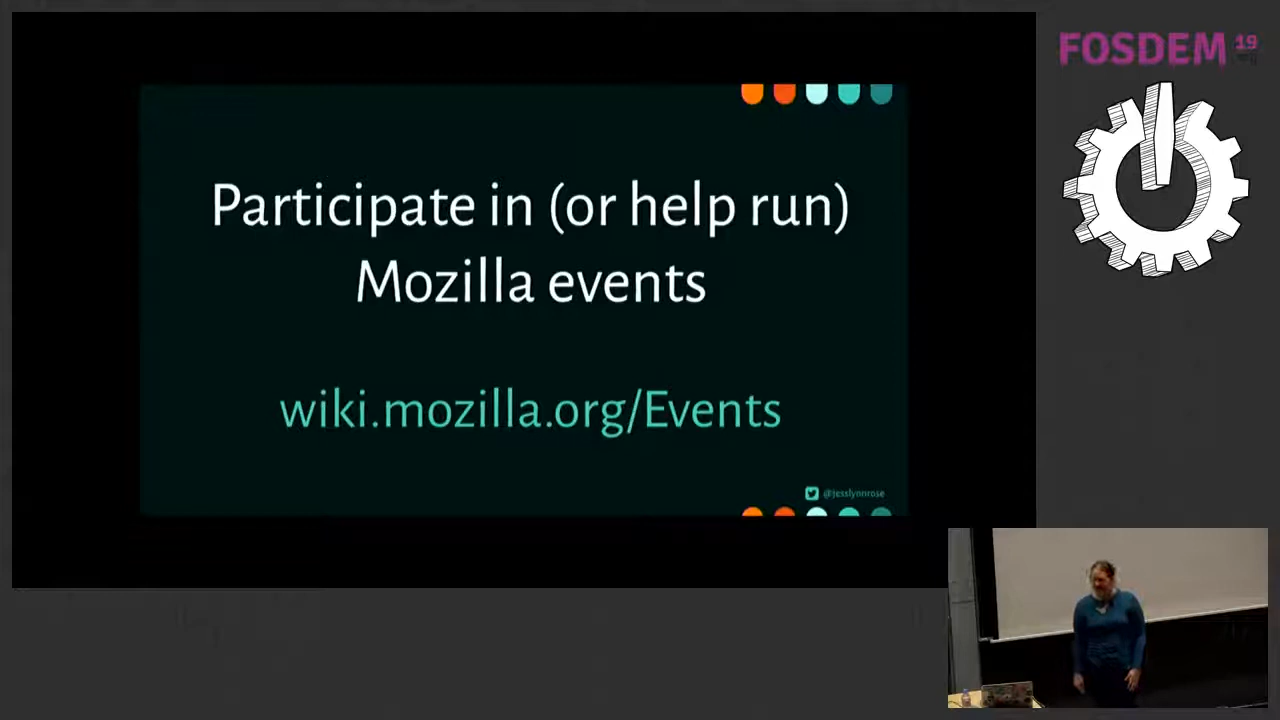 FOSDEM 19
Participate in (or help run)
Mozilla events
wiki.mozilla.org/Events
@jesslynnrose